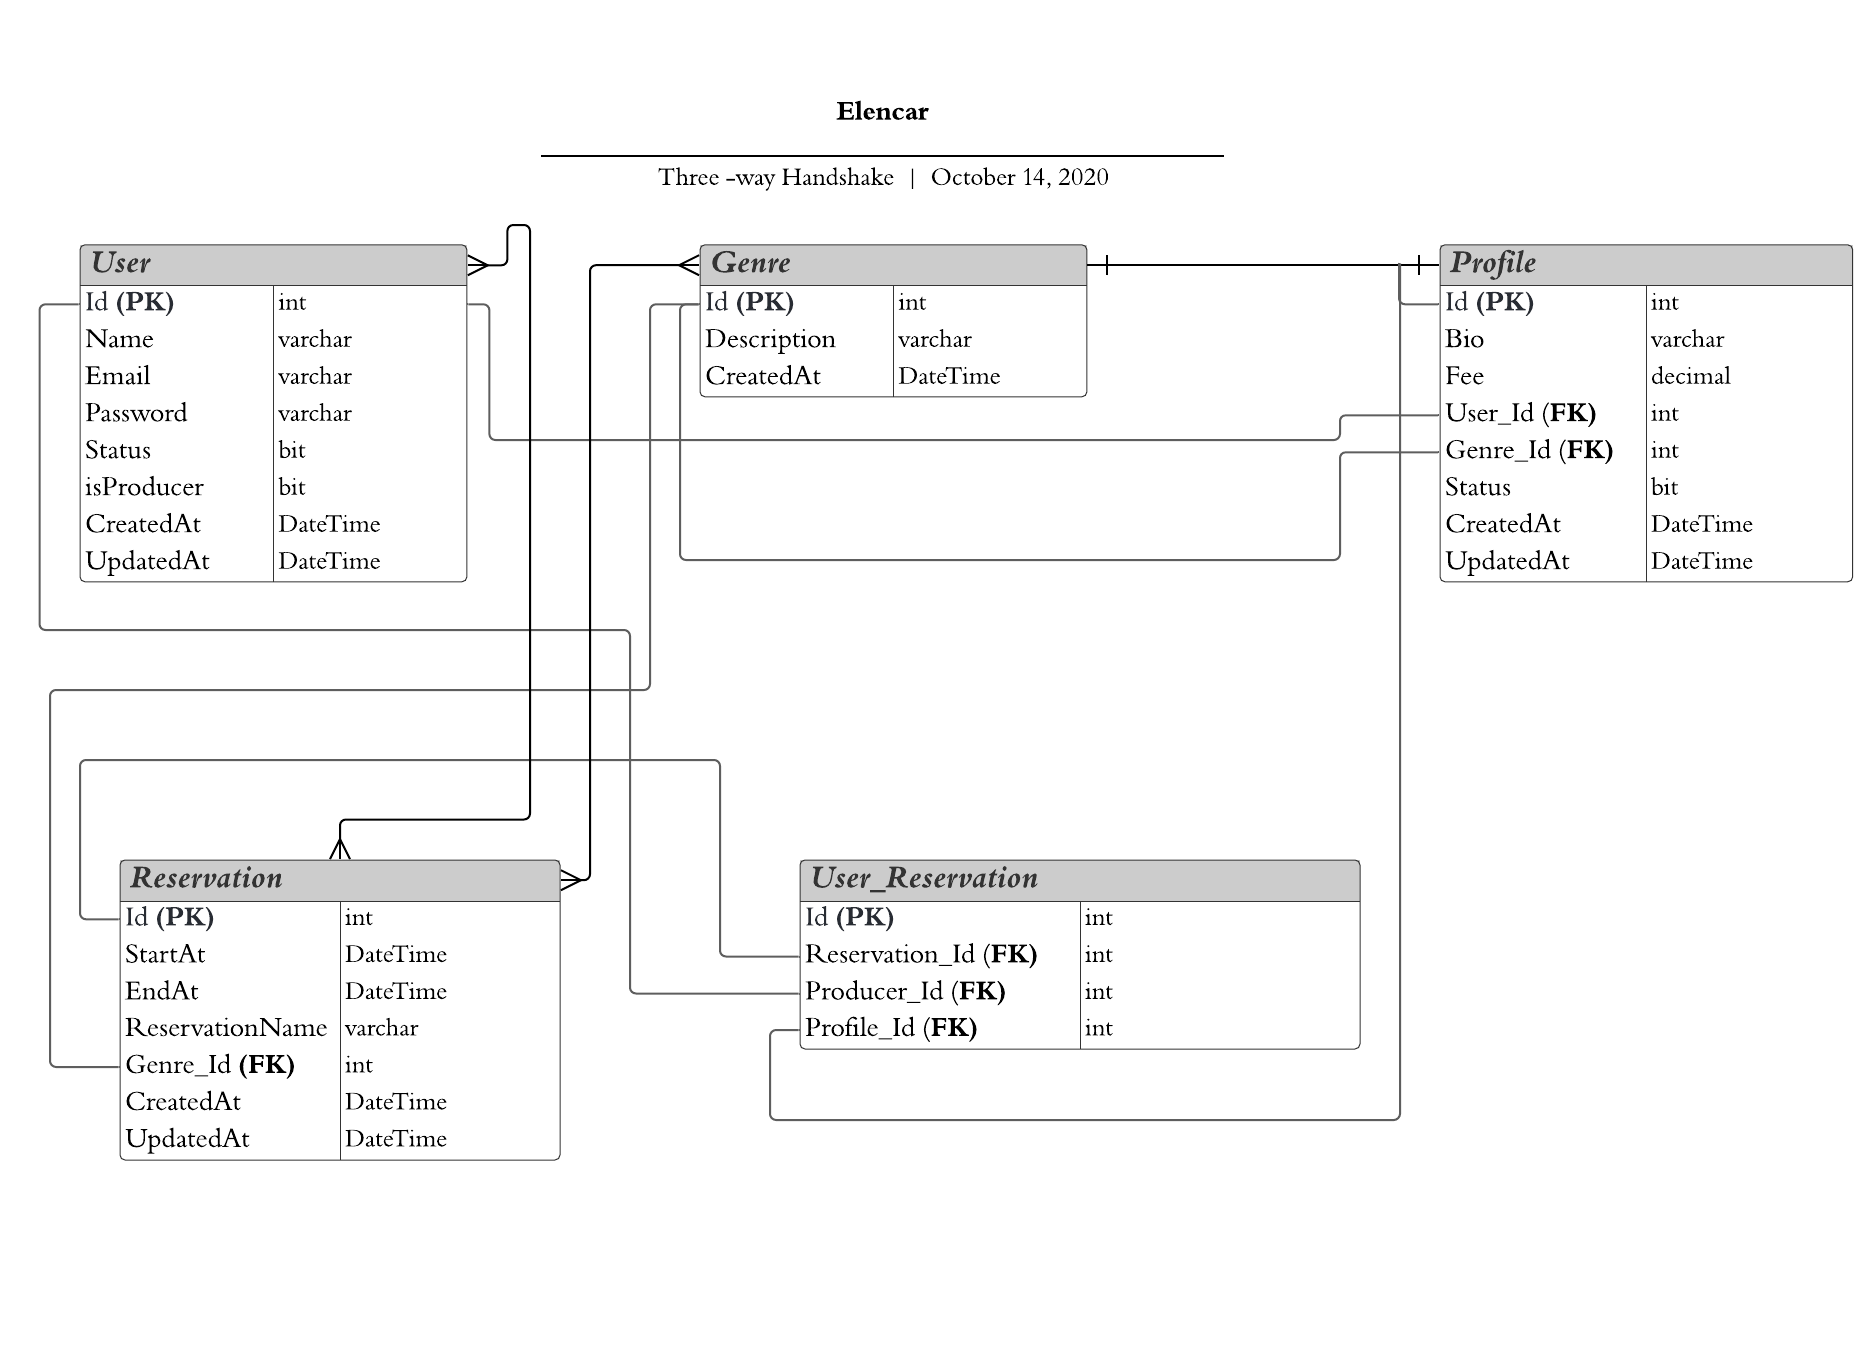 Elencar
Three -way Handshake | October 14, 2020
User
Id (PK) int
Name varchar
Email varchar
Password varchar
Status bit
isProducer bit
CreatedAt DateTime
UpdatedAt DateTime
Genre
Id (PK) int
Description varchar
CreatedAt DateTime
Profile
Id (PK) int
Bio varchar
Fee decimal
User_Id (FK) int
Genre_Id (FK) int
Status bit
CreatedAt DateTime
UpdatedAt DateTime
Reservation
Id (PK) int
StartAt DateTime
EndAt DateTime
ReservationName varchar
Genre_Id (FK) int
CreatedAt DateTime
UpdatedAt DateTime
User_Reservation
Id (PK) int
Reservation_Id (FK) int
Producer_Id (FK) int
Profile_Id (FK) int